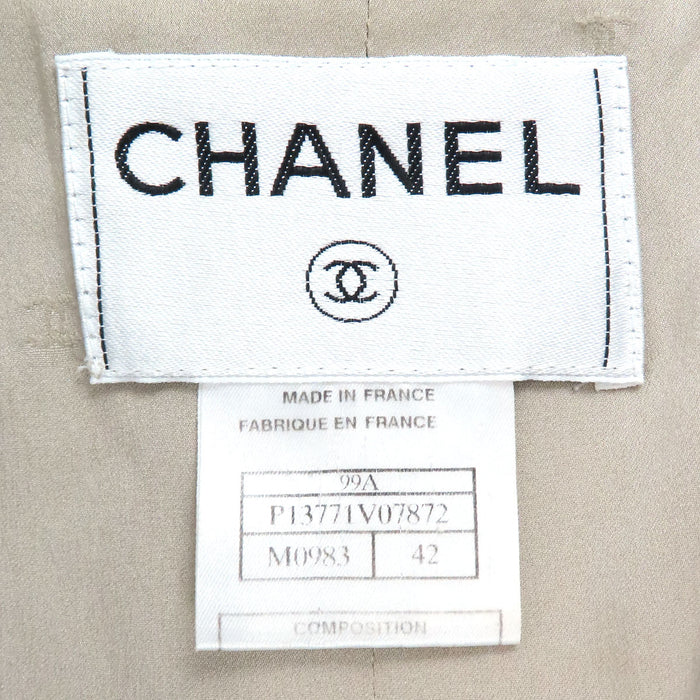 CHANEL
MADE IN FRANCE
FABRIQUE EN FRANCE
99A
P13771V07872
M0983 42
COMPOSITION